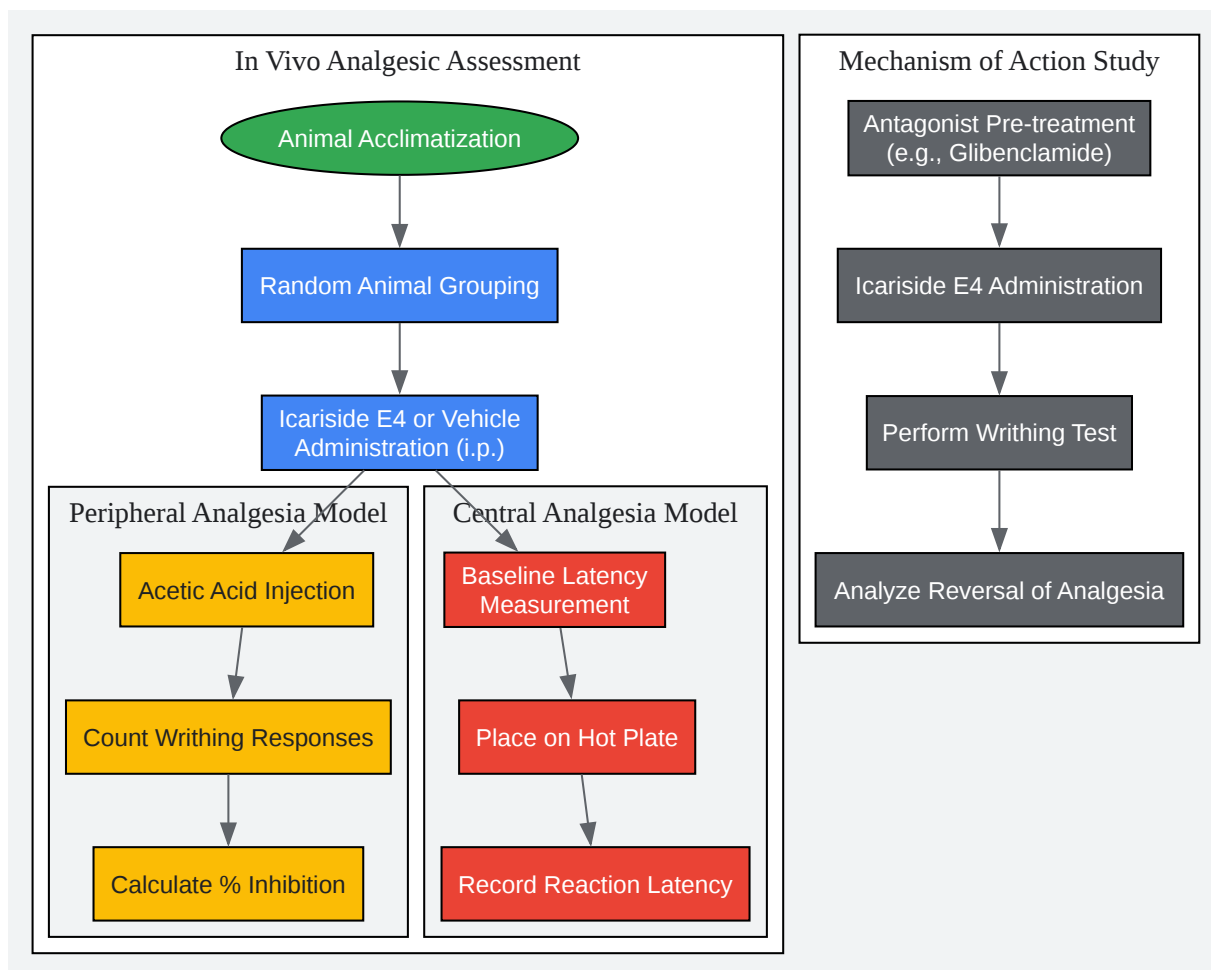 In Vivo Analgesic Assessment
Animal Acclimatization
Random Animal Grouping
Icariside E4 or Vehicle
Administration (i.p.)
Peripheral Analgesia Model
Acetic Acid Injection
Count Writhing Responses
Calculate % Inhibition
Central Analgesia Model
Baseline Latency
Measurement
Place on Hot Plate
Record Reaction Latency
Mechanism of Action Study
Antagonist Pre-treatment
(e.g., Glibenclamide)
Icariside E4 Administration
Perform Writhing Test
Analyze Reversal of Analgesia